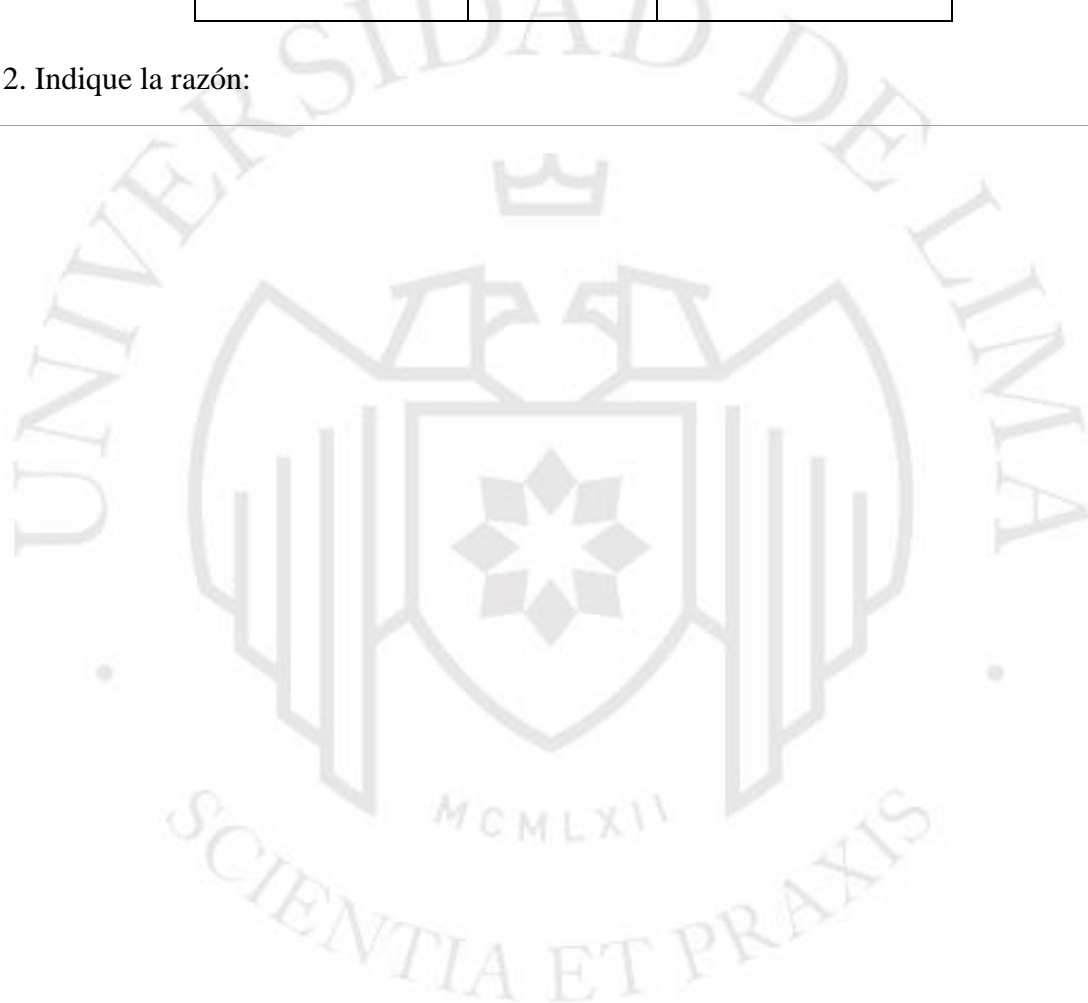 2. Indique la razón:
UNIVERSIDAD DE LIMA
MCMLXII
SCIENTIA ET PRAXIS